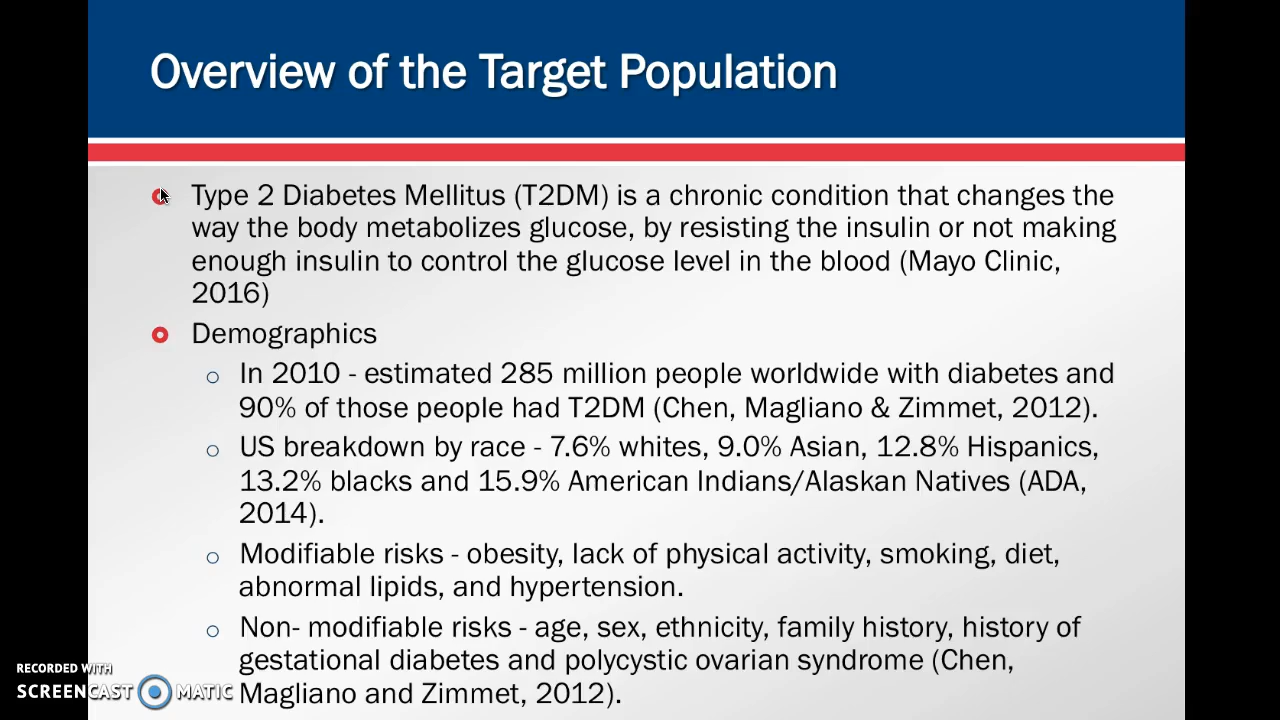 Overview of the Target Population
Type 2 Diabetes Mellitus (T2DM) is a chronic condition that changes the
way the body metabolizes glucose, by resisting the insulin or not making
enough insulin to control the glucose level in the blood (Mayo Clinic,
2016)
Demographics
In 2010 - estimated 285 million people worldwide with diabetes and
90% of those people had T2DM (Chen, Magliano & Zimmet, 2012).
US breakdown by race - 7.6% whites, 9.0% Asian, 12.8% Hispanics,
13.2% blacks and 15.9% American Indians/Alaskan Natives (ADA,
2014).
Modifiable risks - obesity, lack of physical activity, smoking, diet,
abnormal lipids, and hypertension.
Non- modifiable risks - age, sex, ethnicity, family history, history of
gestational diabetes and polycystic ovarian syndrome (Chen,
Magliano and Zimmet, 2012).
RECORDED WITH
SCREENCAST MATIC